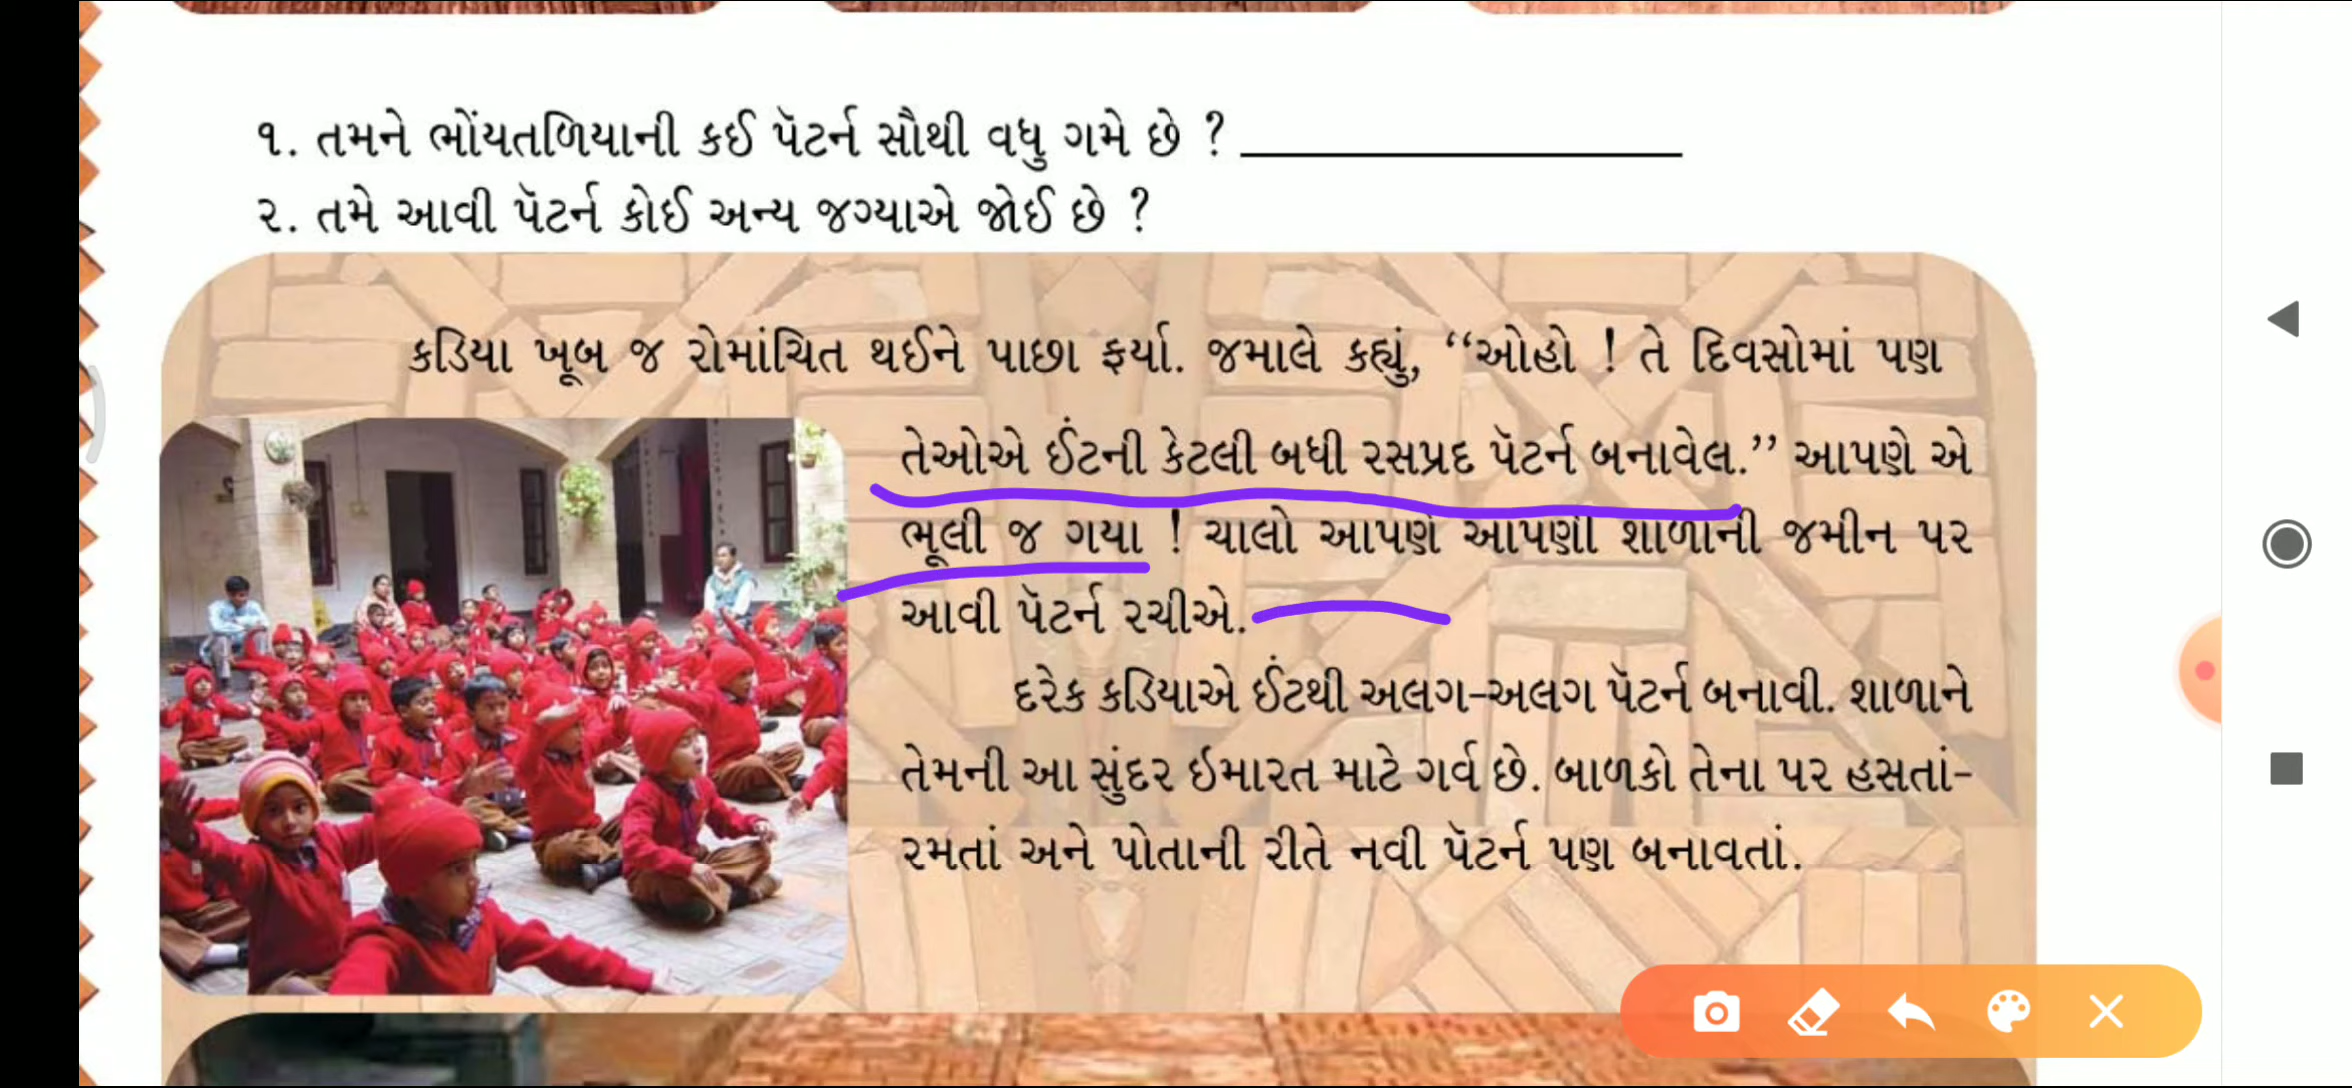 ૧. તમને ભોંયતળિયાની કઈ પૅટર્ન સૌથી વધુ ગમે છે ?
૨. તમે આવી પૅટર્ન કોઈ અન્ય જગ્યાએ જોઈ છે ?
કડિયા ખૂબ જ રોમાંચિત થઈને પાછા ફર્યા. જમાલે કહ્યું, ‘‘ઓહો ! તે દિવસોમાં પણ
તેઓએ ઈંટની કેટલી બધી રસપ્રદ પૅટર્ન બનાવેલ.’’ આપણે એ
ભૂલી જ ગયા ! ચાલો આપણે આપણી શાળાની જમીન પર
આવી પૅટર્ન રચીએ.
દરેક કડિયાએ ઈંટથી અલગ-અલગ પૅટર્ન બનાવી. શાળાને
તેમની આ સુંદર ઇમારત માટે ગર્વ છે. બાળકો તેના પર હસતાં-
રમતાં અને પોતાની રીતે નવી પૅટર્ન પણ બનાવતાં.